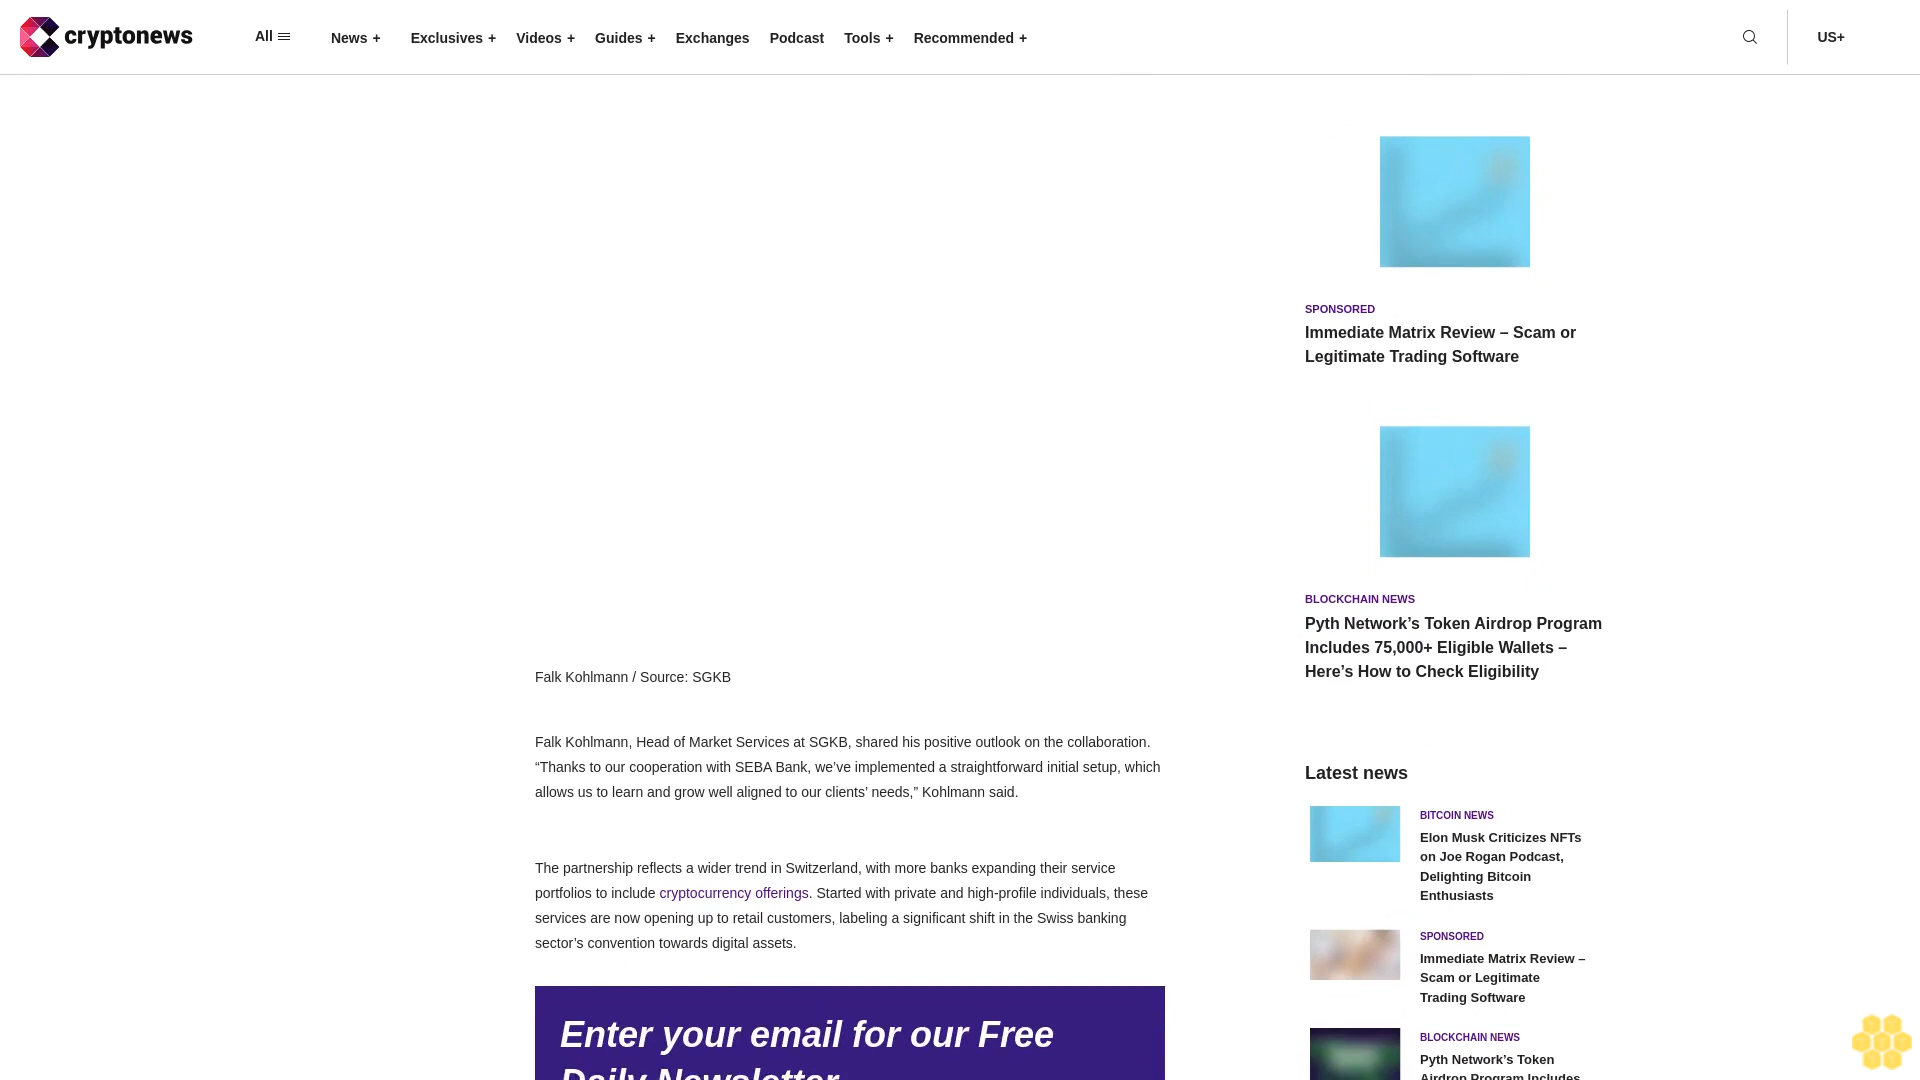 cryptonews
All
News +
Exclusives +
Videos +
Guides +
Exchanges
Podcast
Tools +
Recommended +
US+
SPONSORED
Immediate Matrix Review – Scam or
Legitimate Trading Software
BLOCKCHAIN NEWS
Pyth Network’s Token Airdrop Program
Includes 75,000+ Eligible Wallets –
Here’s How to Check Eligibility
Falk Kohlmann / Source: SGKB
Falk Kohlmann, Head of Market Services at SGKB, shared his positive outlook on the collaboration.
“Thanks to our cooperation with SEBA Bank, we’ve implemented a straightforward initial setup, which
allows us to learn and grow well aligned to our clients’ needs,” Kohlmann said.
The partnership reflects a wider trend in Switzerland, with more banks expanding their service
portfolios to include cryptocurrency offerings. Started with private and high-profile individuals, these
services are now opening up to retail customers, labeling a significant shift in the Swiss banking
sector’s convention towards digital assets.
Enter your email for our Free
Daily Newsletter
Latest news
BITCOIN NEWS
Elon Musk Criticizes NFTs
on Joe Rogan Podcast,
Delighting Bitcoin
Enthusiasts
SPONSORED
Immediate Matrix Review –
Scam or Legitimate
Trading Software
BLOCKCHAIN NEWS
Pyth Network’s Token
Airdrop Program Includes